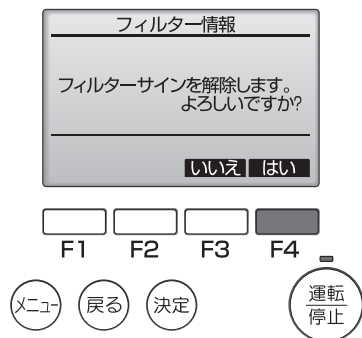 フィルター情報
フィルターサインを解除します。
よろしいですか?
いいえ はい
F1 F2 F3 F4
メニュー 戻る 決定 運転
停止